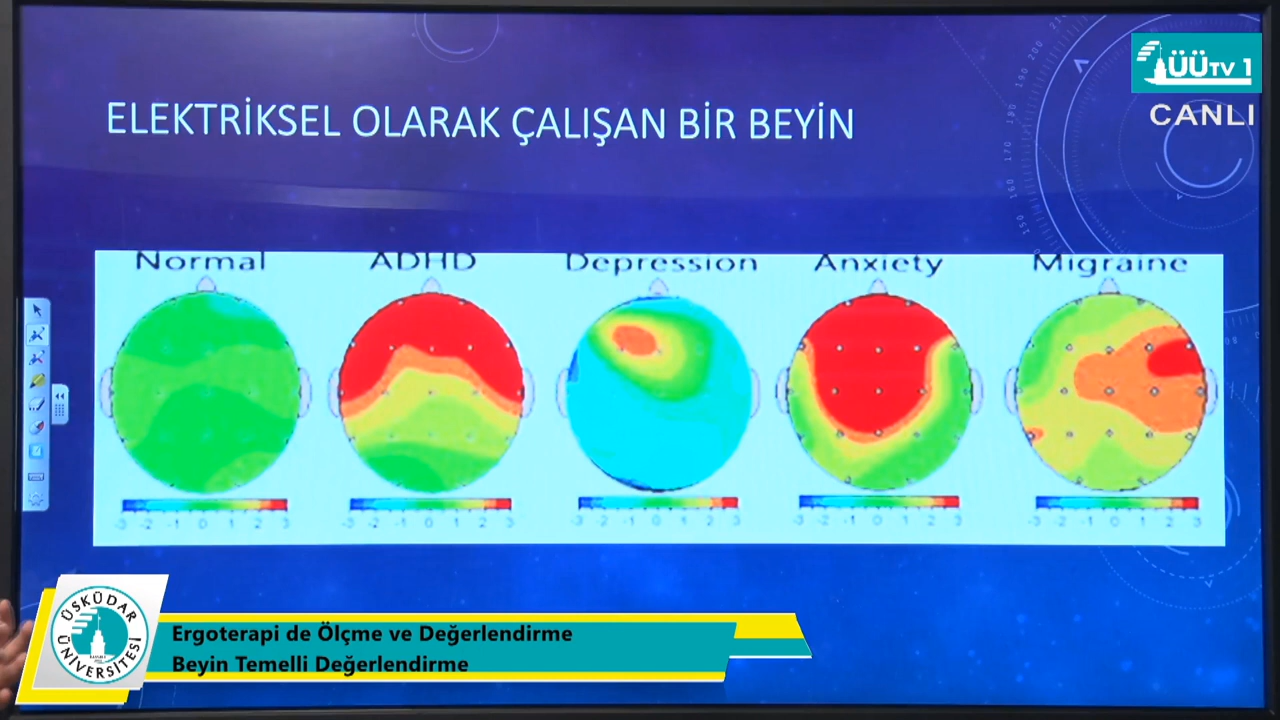 ÜÜTV 1
CANLI
ELEKTRİKSEL OLARAK ÇALIŞAN BİR BEYİN
Normal ADHD Depression Anxiety Migraine
-3 -2 -1 0 1 2 3 -3 -2 -1 0 1 2 3 -3 -2 -1 0 1 2 3 -3 -2 -1 0 1 2 3 -3 -2 -1 0 1 2 3
ÜSKÜDAR ÜNİVERSİTESİ
Ergoterapi de Ölçme ve Değerlendirme
Beyin Temelli Değerlendirme